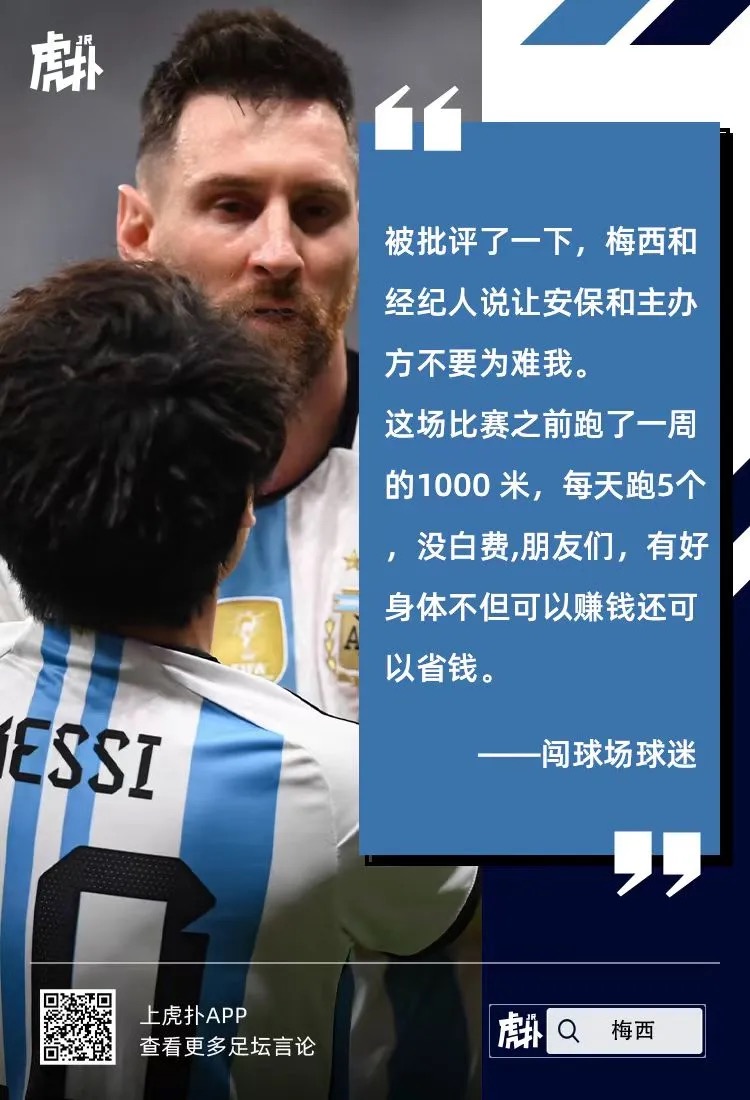 虎扑
JR
被批评了一下，梅西和
经纪人说让安保和主办
方不要为难我。
这场比赛之前跑了一周
的1000 米，每天跑5个
，没白费,朋友们，有好
身体不但可以赚钱还可
以省钱。
——闯球场球迷
FIFA
MESSI
上虎扑APP
查看更多足坛言论
虎扑
JR
梅西